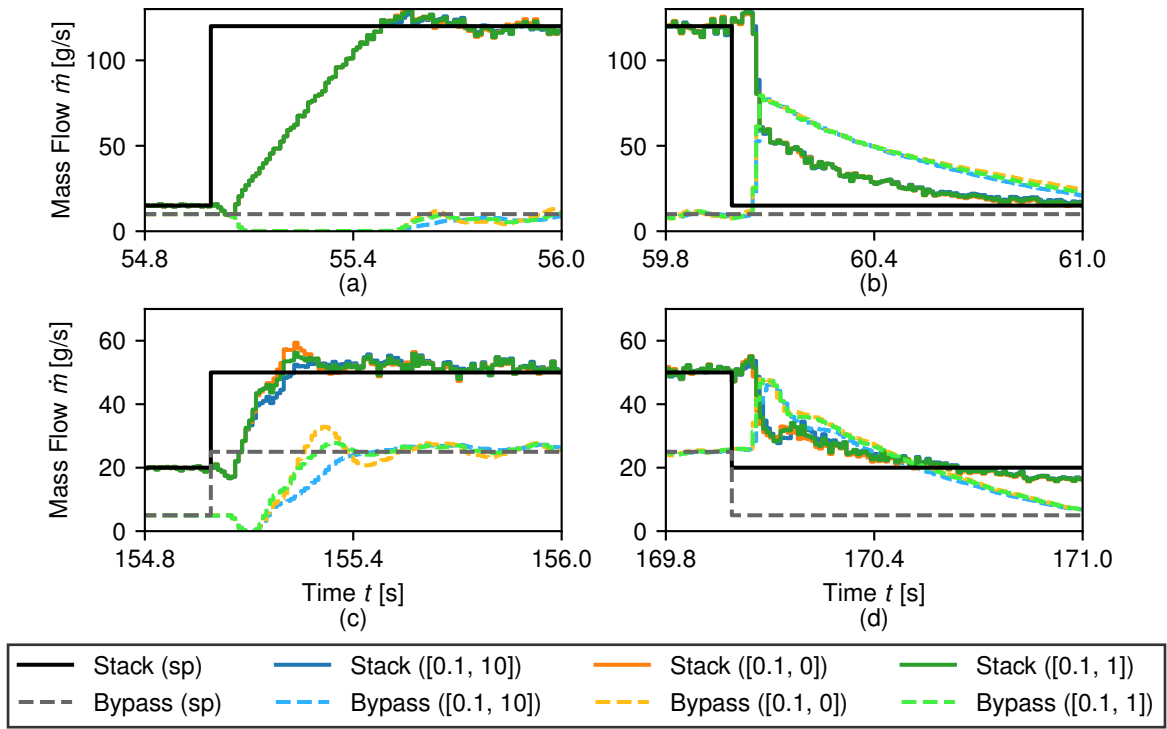 Mass Flow ṁ [g/s]
100
50
0
54.8 55.4 56.0
(a)
100
50
0
59.8 60.4 61.0
(b)
Mass Flow ṁ [g/s]
60
40
20
0
154.8 155.4 156.0
Time t [s]
(c)
60
40
20
0
169.8 170.4 171.0
Time t [s]
(d)
Stack (sp) Stack ([0.1, 10]) Stack ([0.1, 0]) Stack ([0.1, 1])
Bypass (sp) Bypass ([0.1, 10]) Bypass ([0.1, 0]) Bypass ([0.1, 1])